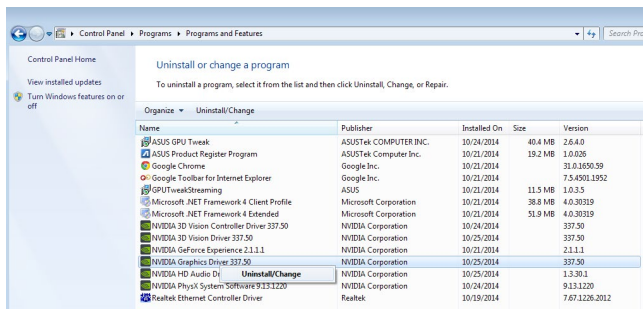 Control Panel ▸ Programs ▸ Programs and Features
Search Pro
Control Panel Home
View installed updates
Turn Windows features on or off
Uninstall or change a program
To uninstall a program, select it from the list and then click Uninstall, Change, or Repair.
Organize Uninstall/Change
Name Publisher Installed On Size Version
ASUS GPU Tweak ASUSTek COMPUTER INC. 10/24/2014 40.4 MB 2.6.4.0
ASUS Product Register Program ASUSTek Computer Inc. 10/21/2014 19.2 MB 1.0.026
Google Chrome Google Inc. 10/21/2014 31.0.1650.59
Google Toolbar for Internet Explorer Google Inc. 10/21/2014 7.5.4501.1952
GPUTweakStreaming ASUS 10/21/2014 11.5 MB 1.0.3.5
Microsoft .NET Framework 4 Client Profile Microsoft Corporation 10/21/2014 38.8 MB 4.0.30319
Microsoft .NET Framework 4 Extended Microsoft Corporation 10/21/2014 51.9 MB 4.0.30319
NVIDIA 3D Vision Controller Driver 337.50 NVIDIA Corporation 10/24/2014 337.50
NVIDIA 3D Vision Driver 337.50 NVIDIA Corporation 10/25/2014 337.50
NVIDIA GeForce Experience 2.1.1.1 NVIDIA Corporation 10/21/2014 2.1.1.1
NVIDIA Graphics Driver 337.50 NVIDIA Corporation 10/25/2014 337.50
NVIDIA HD Audio Dr Uninstall/Change NVIDIA Corporation 10/25/2014 1.3.30.1
NVIDIA PhysX System Software 9.13.1220 NVIDIA Corporation 10/24/2014 9.13.1220
Realtek Ethernet Controller Driver Realtek 10/19/2014 7.67.1226.2012